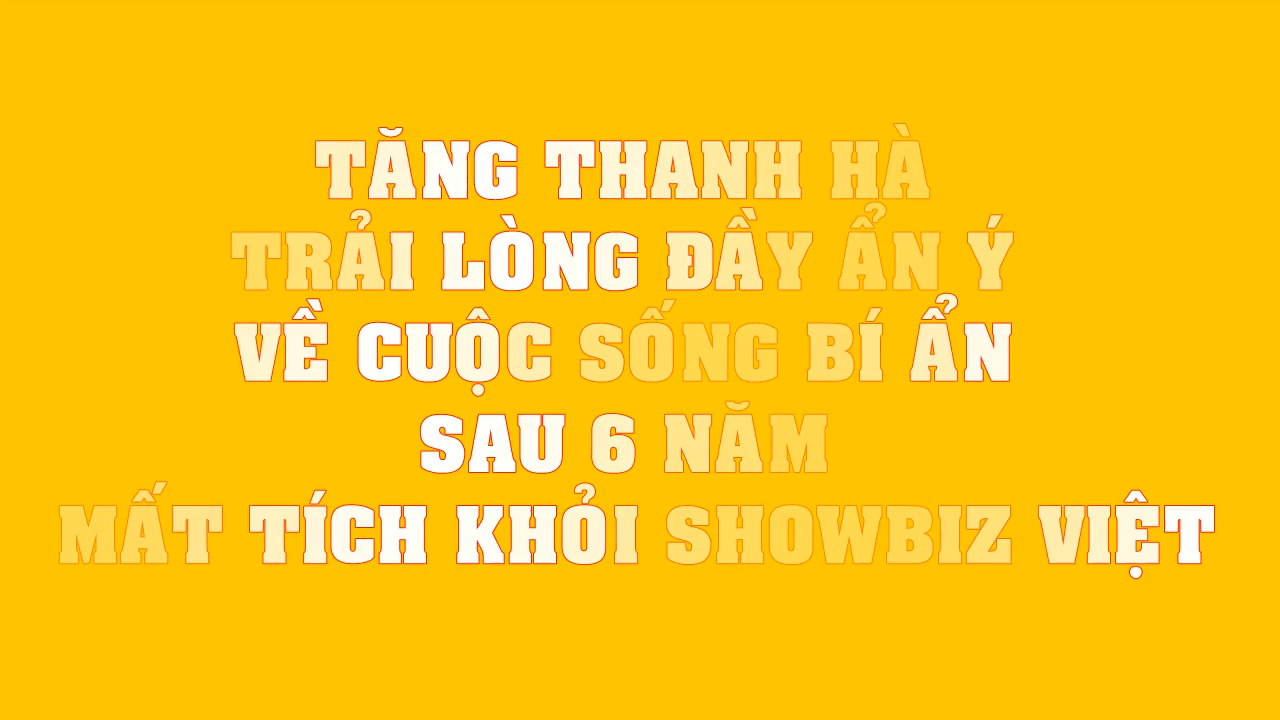 TĂNG THANH HÀ
TRẢI LÒNG ĐẦY ẨN Ý
VỀ CUỘC SỐNG BÍ ẨN
SAU 6 NĂM
MẤT TÍCH KHỎI SHOWBIZ VIỆT